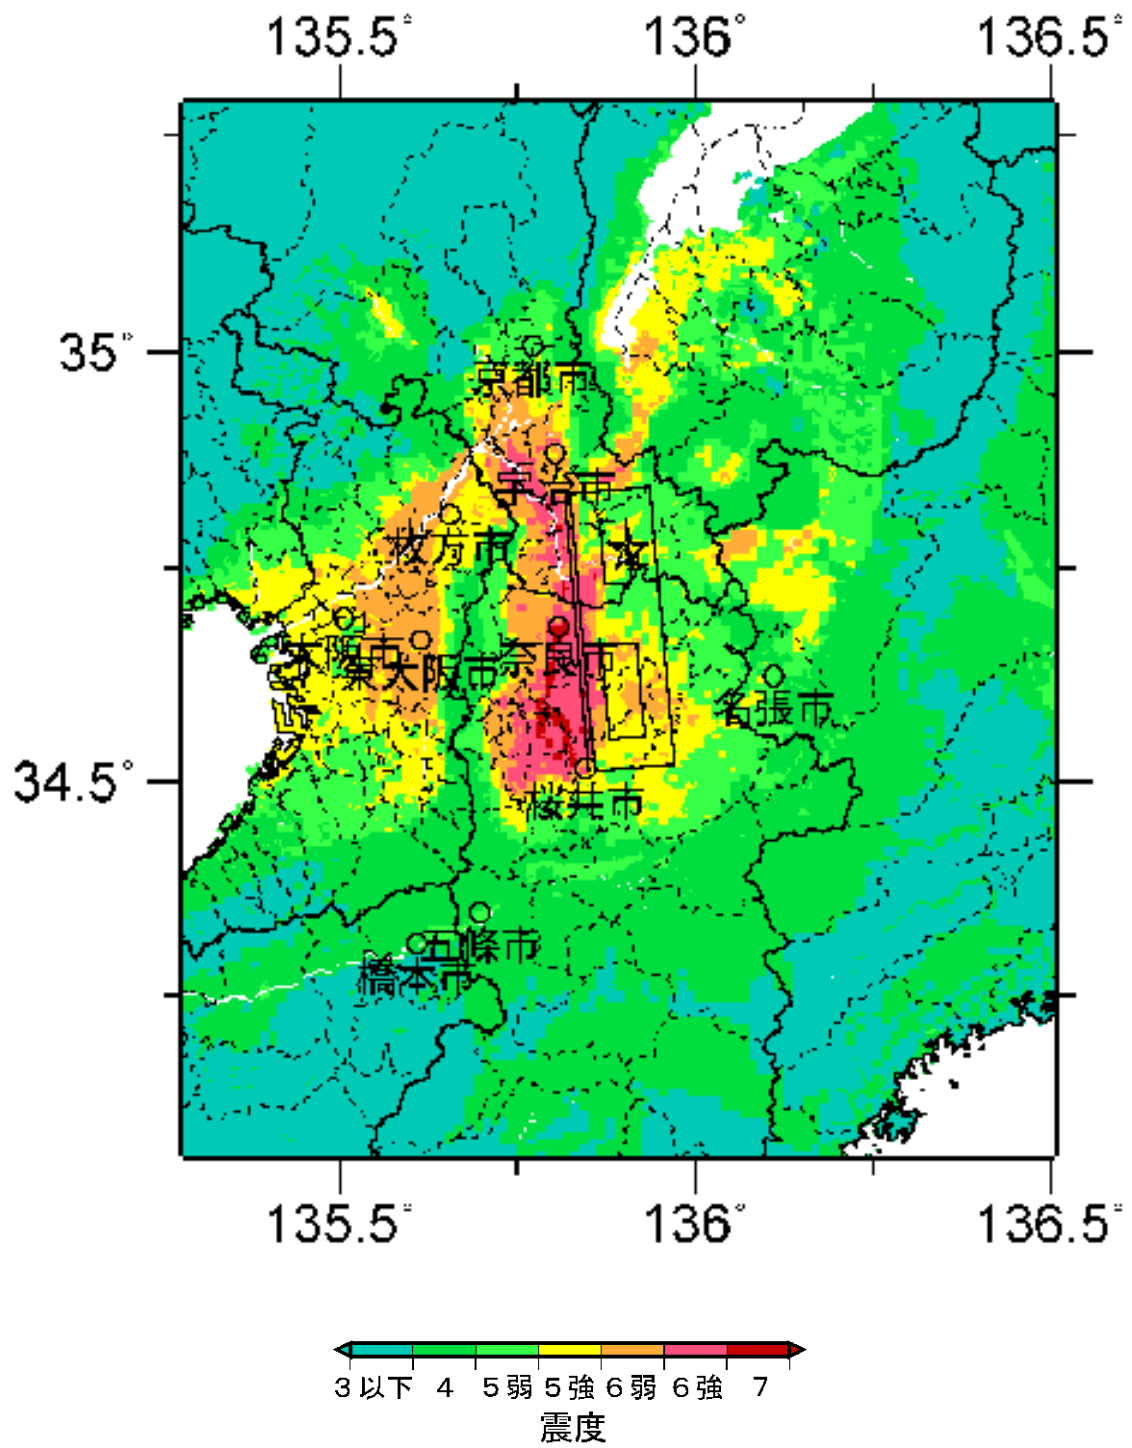 135.5°
136°
136.5°
35°
京都市
宇治市
枚方市
大阪市
東大阪市
奈良市
名張市
34.5°
桜井市
五條市
橋本市
135.5°
136°
136.5°
3以下 4 5弱 5強 6弱 6強 7
震度